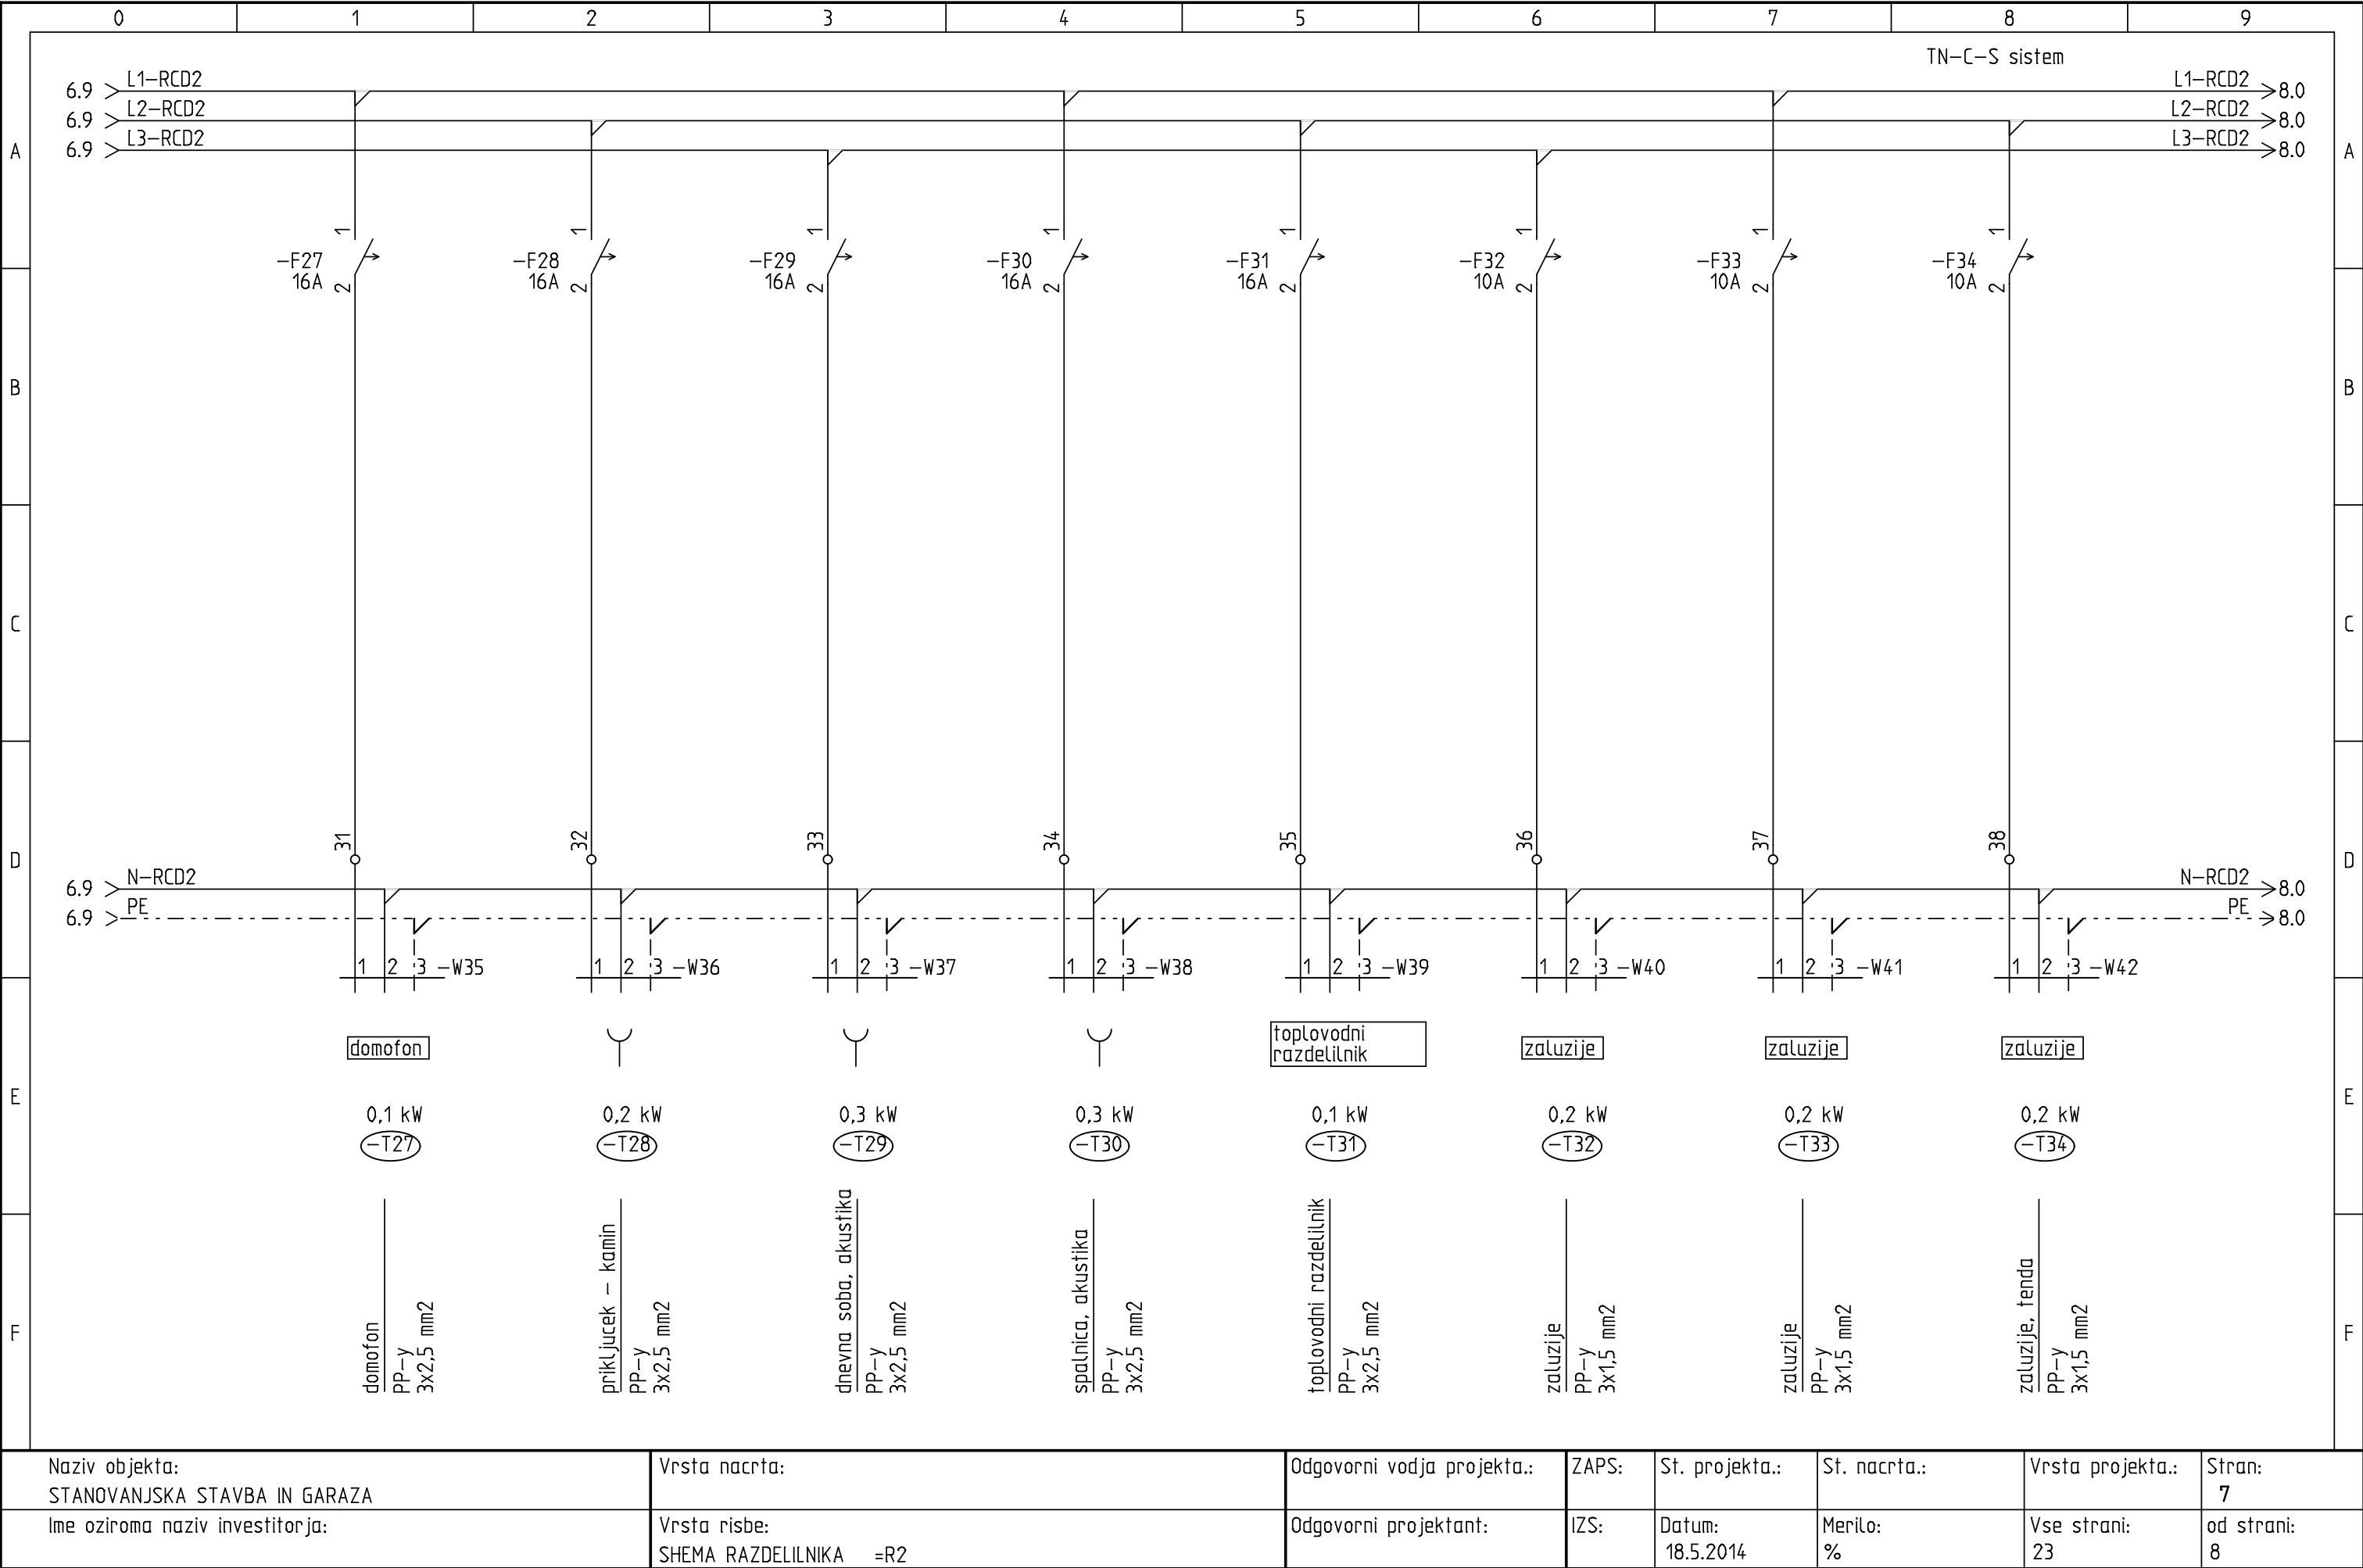 0 1 2 3 4 5 6 7 8 9
TN-C-S sistem
6.9 L1-RCD2 L1-RCD2 8.0
6.9 L2-RCD2 L2-RCD2 8.0
6.9 L3-RCD2 L3-RCD2 8.0
A A
1 1 1 1 1 1 1 1
-F27 -F28 -F29 -F30 -F31 -F32 -F33 -F34
16A 16A 16A 16A 16A 10A 10A 10A
2 2 2 2 2 2 2 2
B B
C C
31 32 33 34 35 36 37 38
D D
6.9 N-RCD2 N-RCD2 8.0
6.9 PE PE 8.0
1 2 3 -W35 1 2 3 -W36 1 2 3 -W37 1 2 3 -W38 1 2 3 -W39 1 2 3 -W40 1 2 3 -W41 1 2 3 -W42
domofon
toplovodni
razdelilnik
zaluzije zaluzije zaluzije
E E
0,1 kW 0,2 kW 0,3 kW 0,3 kW 0,1 kW 0,2 kW 0,2 kW 0,2 kW
-T27 -T28 -T29 -T30 -T31 -T32 -T33 -T34
F F
domofon
PP-y
3x2,5 mm2
prikljucek - kamin
PP-y
3x2,5 mm2
dnevna soba, akustika
PP-y
3x2,5 mm2
spalnica, akustika
PP-y
3x2,5 mm2
toplovodni razdelilnik
PP-y
3x2,5 mm2
zaluzije
PP-y
3x1,5 mm2
zaluzije
PP-y
3x1,5 mm2
zaluzije, tenda
PP-y
3x1,5 mm2
Naziv objekta:
STANOVANJSKA STAVBA IN GARAZA
Ime oziroma naziv investitorja:
Vrsta nacrta:
Vrsta risbe:
SHEMA RAZDELILNIKA =R2
Odgovorni vodja projekta.:
Odgovorni projektant:
ZAPS:
IZS:
St. projekta.:
Datum:
18.5.2014
St. nacrta.:
Merilo:
%
Vrsta projekta.:
Vse strani:
23
Stran:
7
od strani:
8